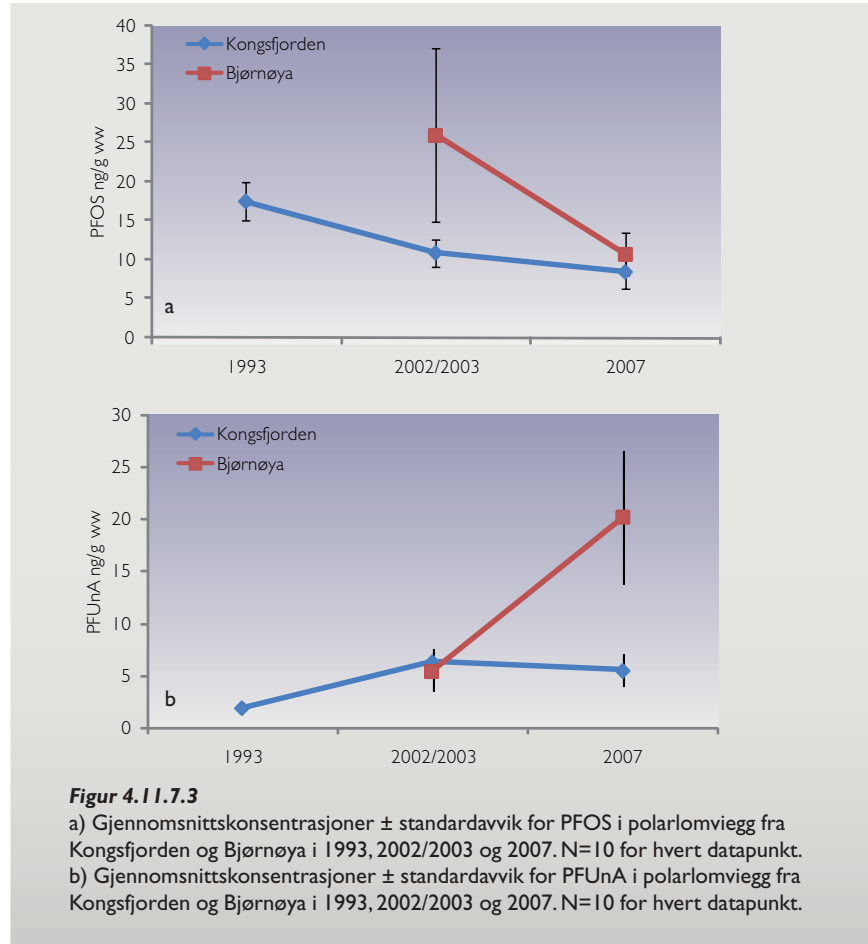 40
35
30
25
20
15
10
5
0
PFOS ng/g ww
Kongsfjorden
Bjørnøya
a
1993
2002/2003
2007
30
25
20
15
10
5
0
PFUnA ng/g ww
Kongsfjorden
Bjørnøya
b
1993
2002/2003
2007
Figur 4.11.7.3
a) Gjennomsnittskonsentrasjoner ± standardavvik for PFOS i polarlomviegg fra
Kongsfjorden og Bjørnøya i 1993, 2002/2003 og 2007. N=10 for hvert datapunkt.
b) Gjennomsnittskonsentrasjoner ± standardavvik for PFUnA i polarlomviegg fra
Kongsfjorden og Bjørnøya i 1993, 2002/2003 og 2007. N=10 for hvert datapunkt.